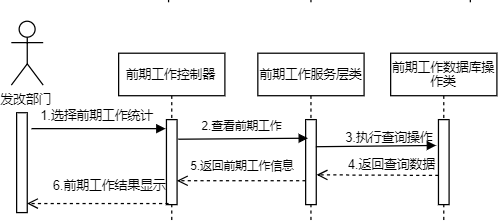 前期工作控制器
前期工作服务层类
前期工作数据库操
作类
发改部门
1.选择前期工作统计
2.查看前期工作
3.执行查询操作
4.返回查询数据
5.返回前期工作信息
6.前期工作结果显示